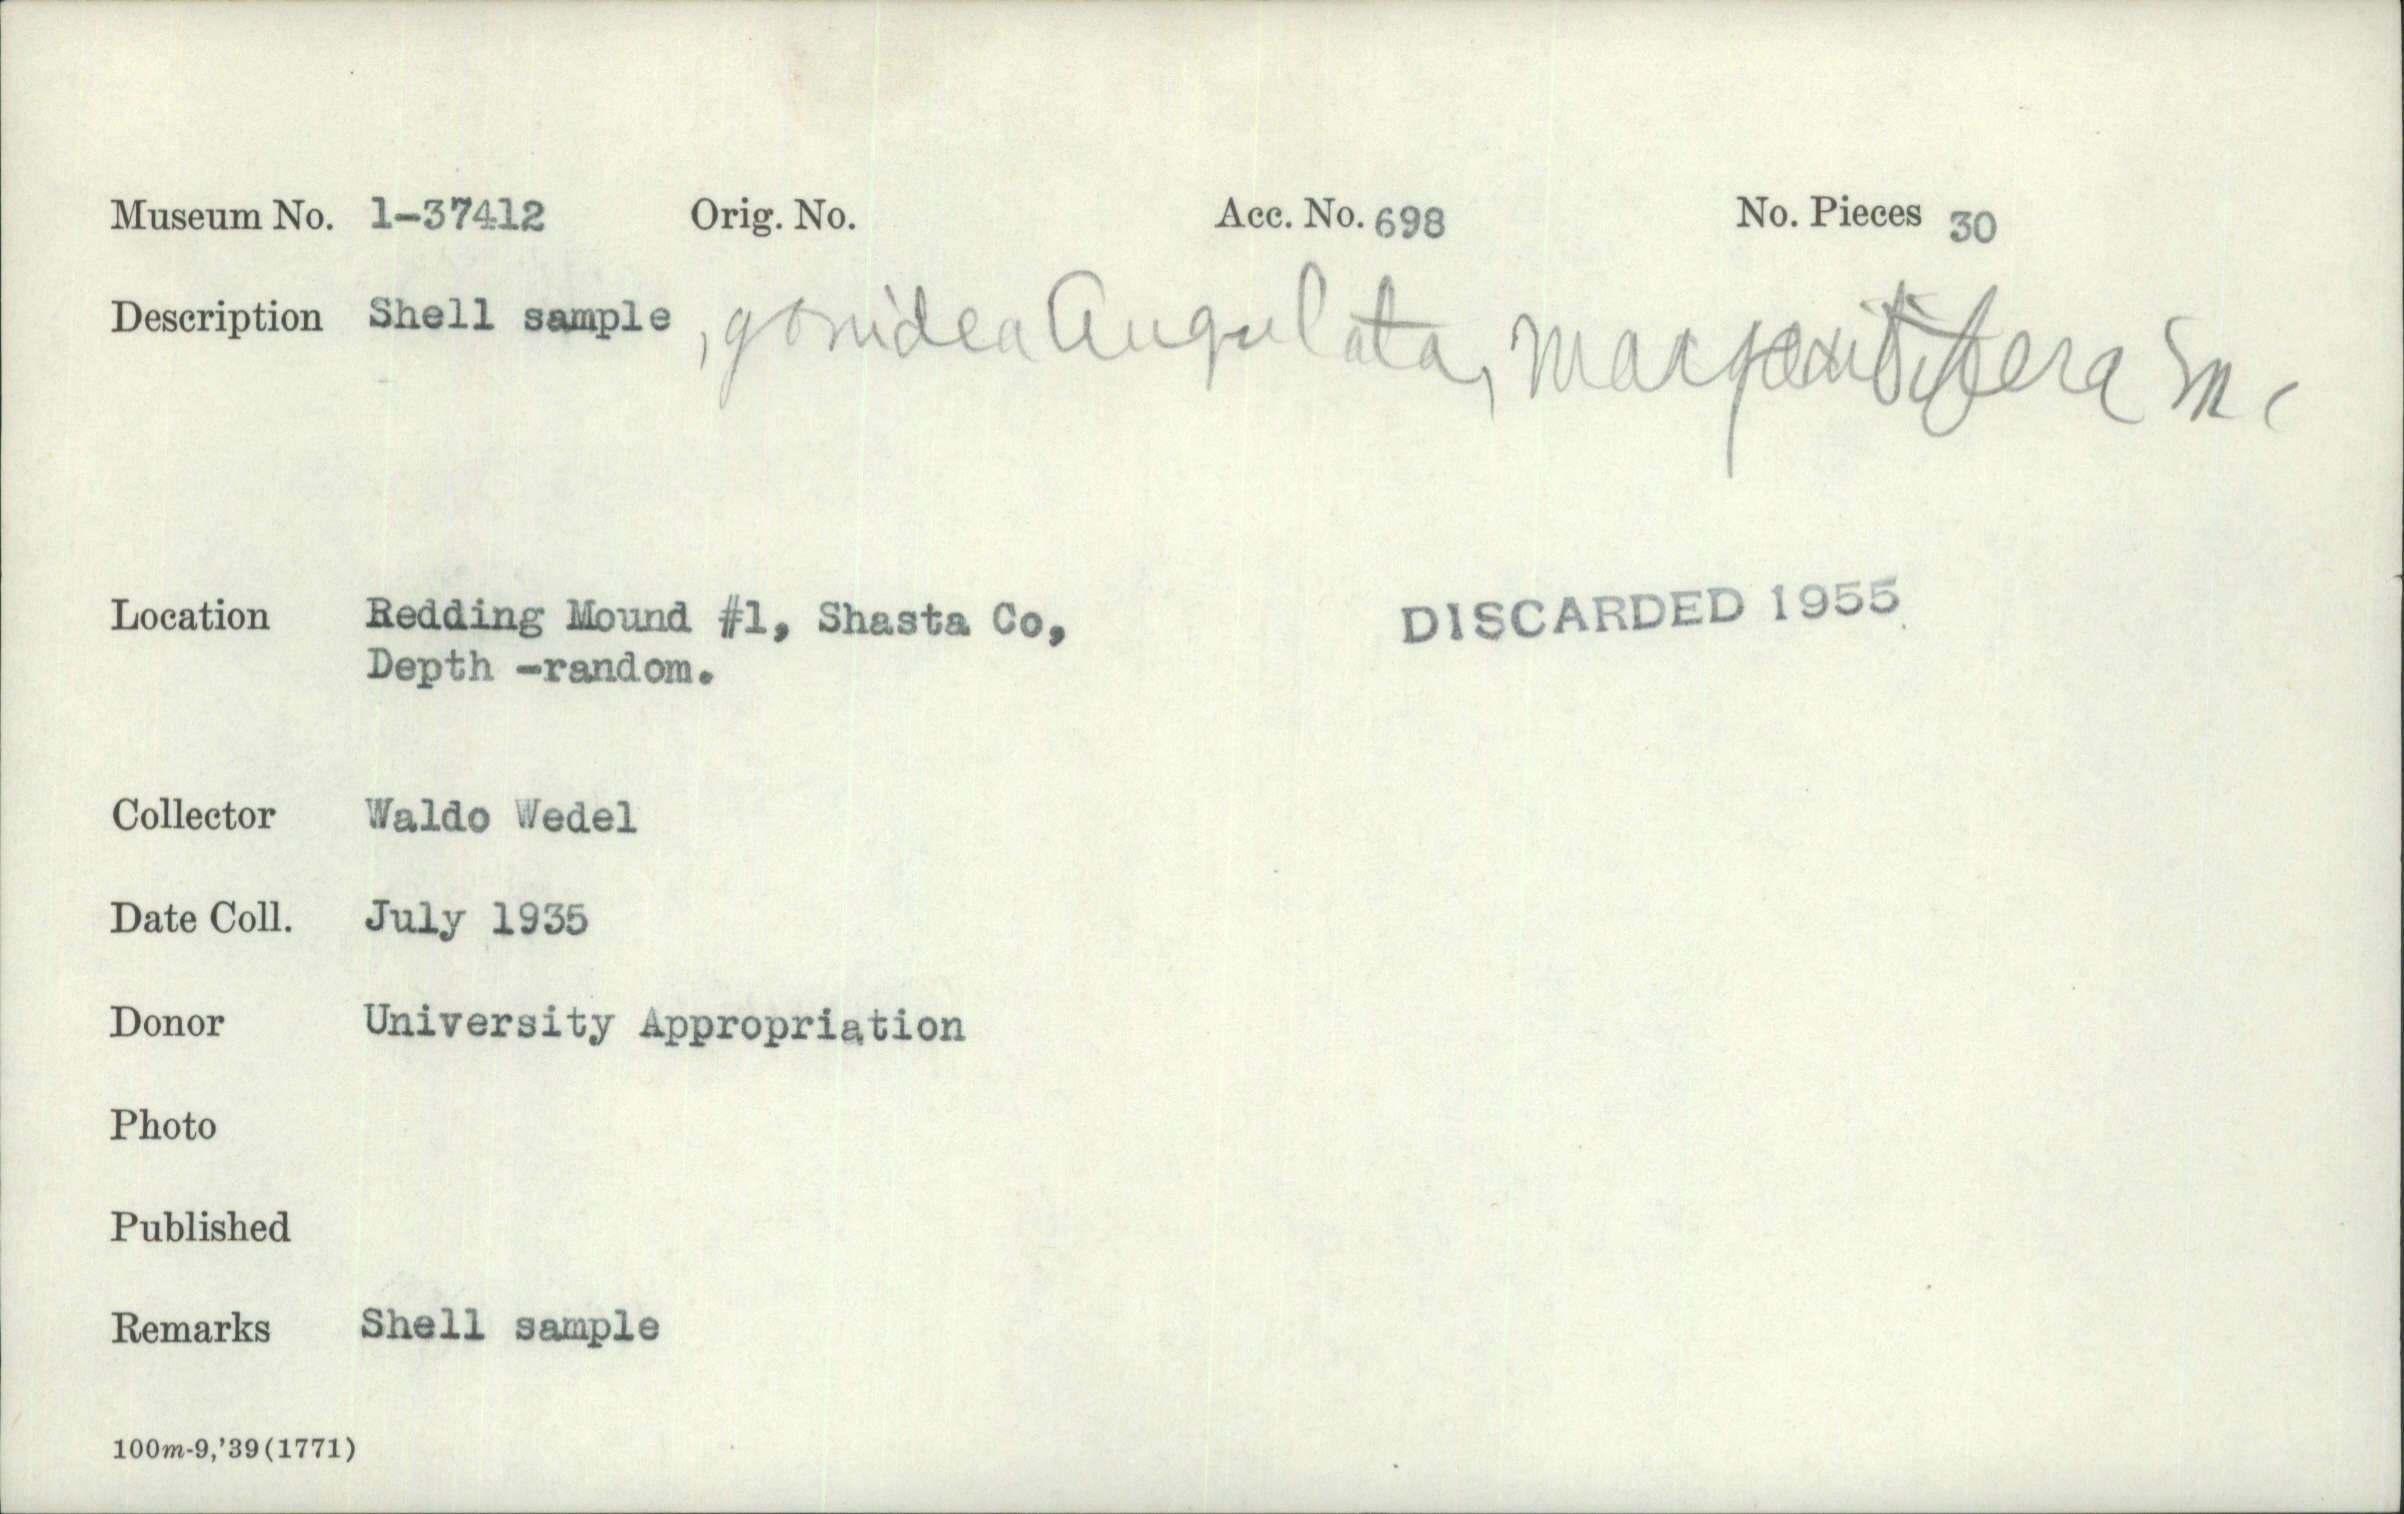 Museum No. 1-37412 Orig. No. Acc. No. 698 No. Pieces 30
Description Shell sample , gonidea Angulata, Margaritifera
Location Redding Mound #1, Shasta Co,
Depth -random.
DISCARDED 1955
Collector Waldo Wedel
Date Coll. July 1935
Donor University Appropriation
Photo
Published
Remarks Shell sample
100m-9,'39(1771)